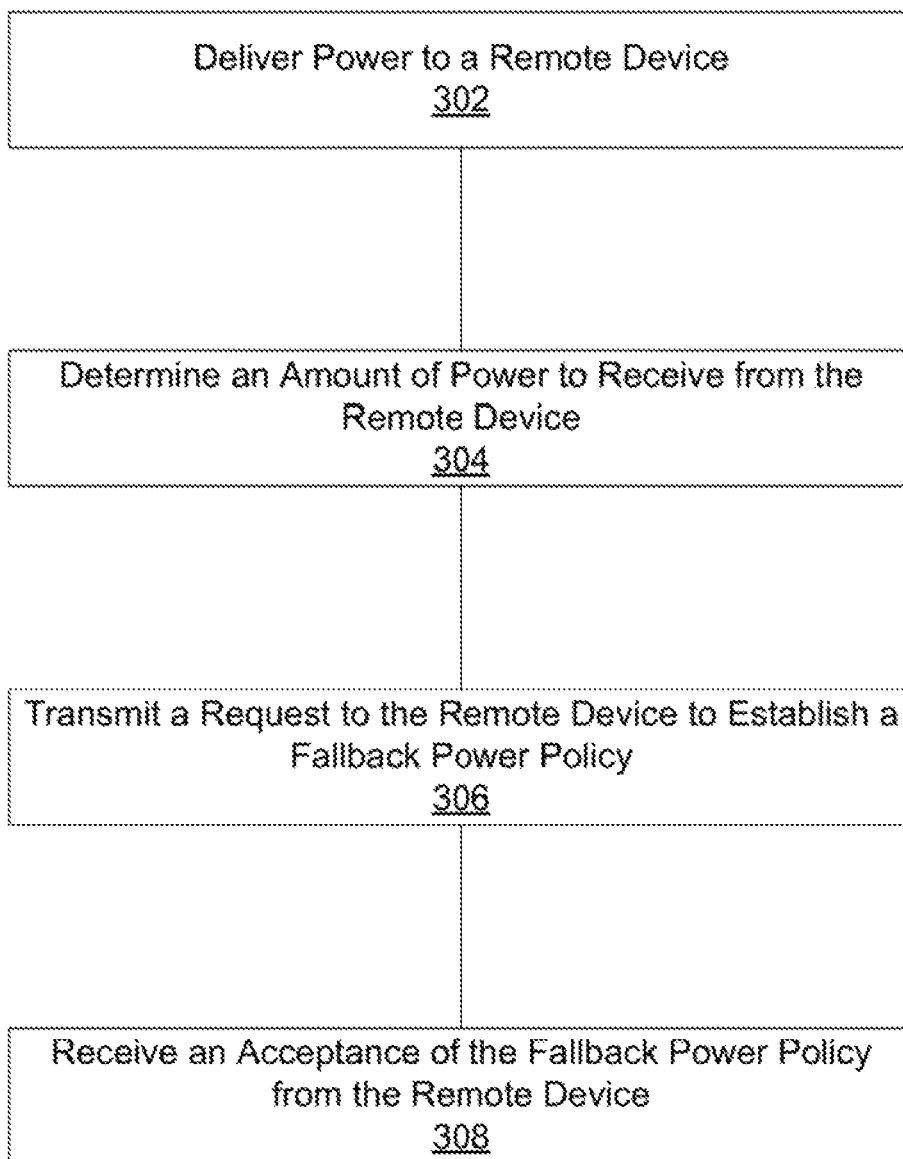 Deliver Power to a Remote Device
302
Determine an Amount of Power to Receive from the
Remote Device
304
Transmit a Request to the Remote Device to Establish a
Fallback Power Policy
306
Receive an Acceptance of the Fallback Power Policy
from the Remote Device
308